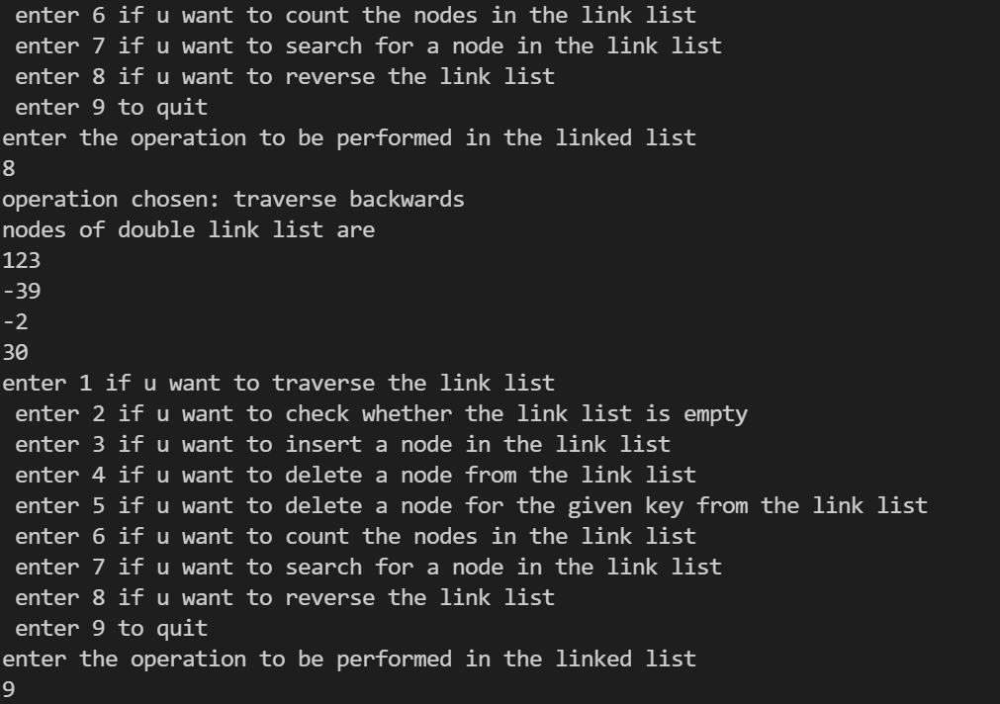 enter 6 if u want to count the nodes in the link list
enter 7 if u want to search for a node in the link list
enter 8 if u want to reverse the link list
enter 9 to quit
enter the operation to be performed in the linked list
8
operation chosen: traverse backwards
nodes of double link list are
123
-39
-2
30
enter 1 if u want to traverse the link list
enter 2 if u want to check whether the link list is empty
enter 3 if u want to insert a node in the link list
enter 4 if u want to delete a node from the link list
enter 5 if u want to delete a node for the given key from the link list
enter 6 if u want to count the nodes in the link list
enter 7 if u want to search for a node in the link list
enter 8 if u want to reverse the link list
enter 9 to quit
enter the operation to be performed in the linked list
9